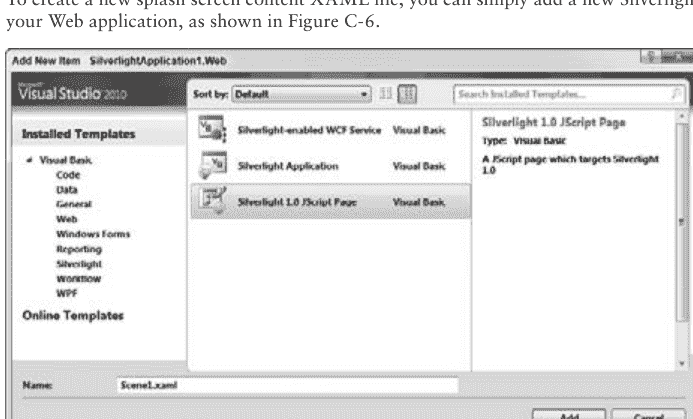 To create a new splash screen content XAML file, you can simply add a new Silverligh
your Web application, as shown in Figure C-6.
Add New Item SilverlightApplication1.Web
Microsoft
Visual Studio 2010
Sort by: Default
Search Installed Templates...
Installed Templates
Visual Basic
Code
Data
General
Web
Windows Forms
Reporting
Silverlight
Workflow
WPF
Online Templates
Silverlight-enabled WCF Service Visual Basic
Silverlight Application Visual Basic
Silverlight 1.0 JScript Page Visual Basic
Silverlight 1.0 JScript Page
Type: Visual Basic
A JScript page which targets Silverlight
1.0
Name: Scene1.xaml
Add Cancel